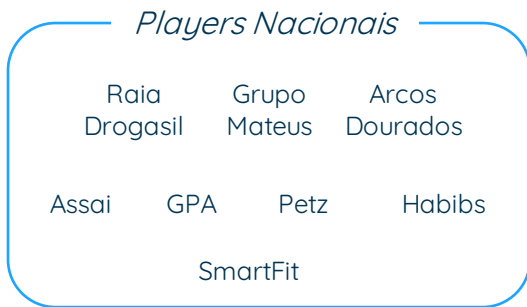 Players Nacionais
Raia Grupo Arcos
Drogasil Mateus Dourados
Assai GPA Petz Habibs
SmartFit